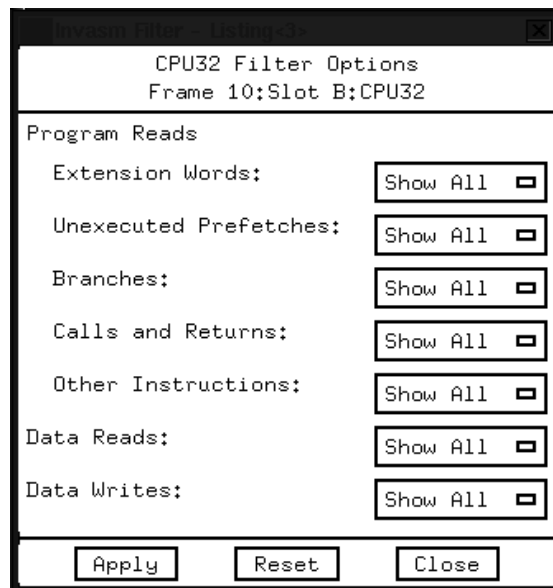 Invasm Filter - Listing<3>
CPU32 Filter Options
Frame 10:Slot B:CPU32
Program Reads
Extension Words: Show All
Unexecuted Prefetches: Show All
Branches: Show All
Calls and Returns: Show All
Other Instructions: Show All
Data Reads: Show All
Data Writes: Show All
Apply Reset Close